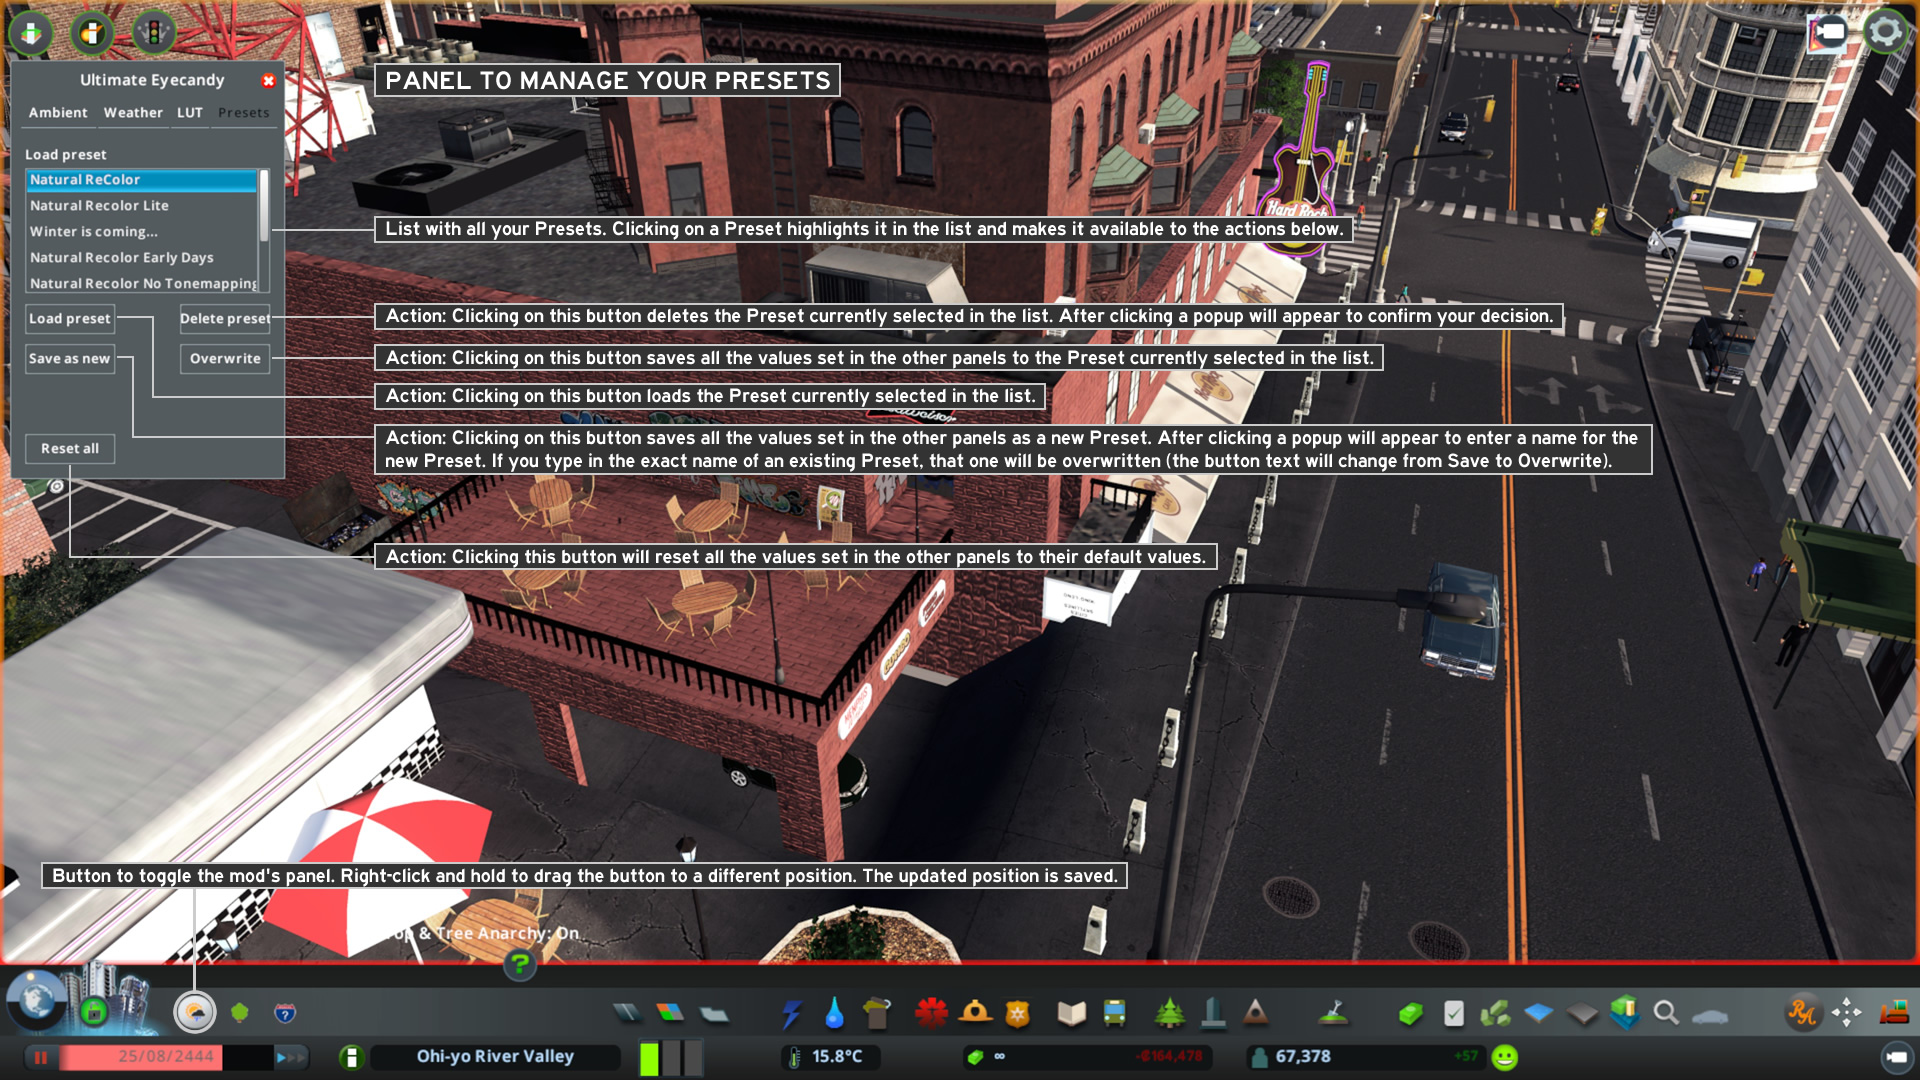 Ultimate Eyecandy
Ambient Weather LUT Presets
Load preset
Natural ReColor
Natural Recolor Lite
Winter is coming...
Natural Recolor Early Days
Natural Recolor No Tonemapping
Load preset Delete preset
Save as new Overwrite
Reset all
PANEL TO MANAGE YOUR PRESETS
Hard Rock
List with all your Presets. Clicking on a Preset highlights it in the list and makes it available to the actions below.
Action: Clicking on this button deletes the Preset currently selected in the list. After clicking a popup will appear to confirm your decision.
Action: Clicking on this button saves all the values set in the other panels to the Preset currently selected in the list.
Action: Clicking on this button loads the Preset currently selected in the list.
Action: Clicking on this button saves all the values set in the other panels as a new Preset. After clicking a popup will appear to enter a name for the
new Preset. If you type in the exact name of an existing Preset, that one will be overwritten (the button text will change from Save to Overwrite).
Action: Clicking this button will reset all the values set in the other panels to their default values.
Button to toggle the mod's panel. Right-click and hold to drag the button to a different position. The updated position is saved.
& Tree Anarchy: On
?
25/08/2444
Ohi-yo River Valley
15.8°C
∞
-₡164,478
67,378
+57